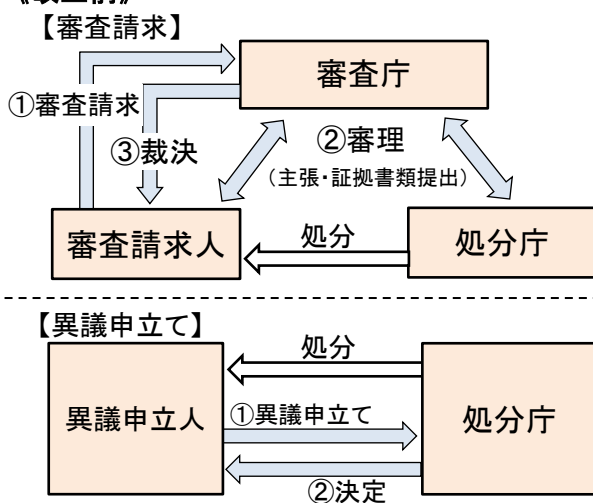 【審査請求】
審査庁
①審査請求
②審理
③裁決
(主張・証拠書類提出)
審査請求人
処分
処分庁
【異議申立て】
処分
異議申立人
①異議申立て
処分庁
②決定